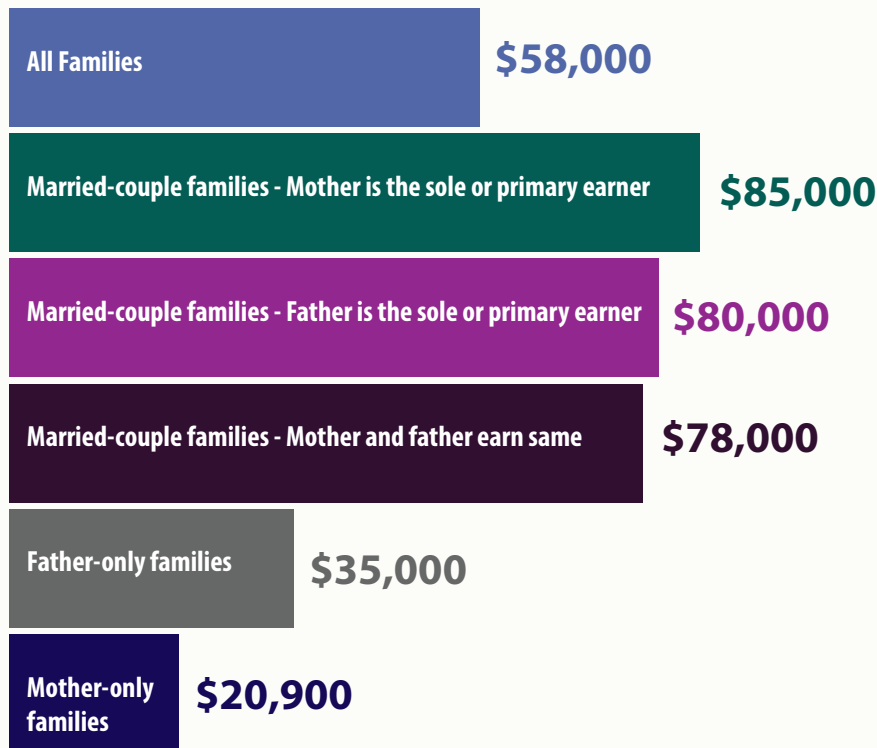 All Families
$58,000
Married-couple families - Mother is the sole or primary earner
$85,000
Married-couple families - Father is the sole or primary earner
$80,000
Married-couple families - Mother and father earn same
$78,000
Father-only families
$35,000
Mother-only
families
$20,900